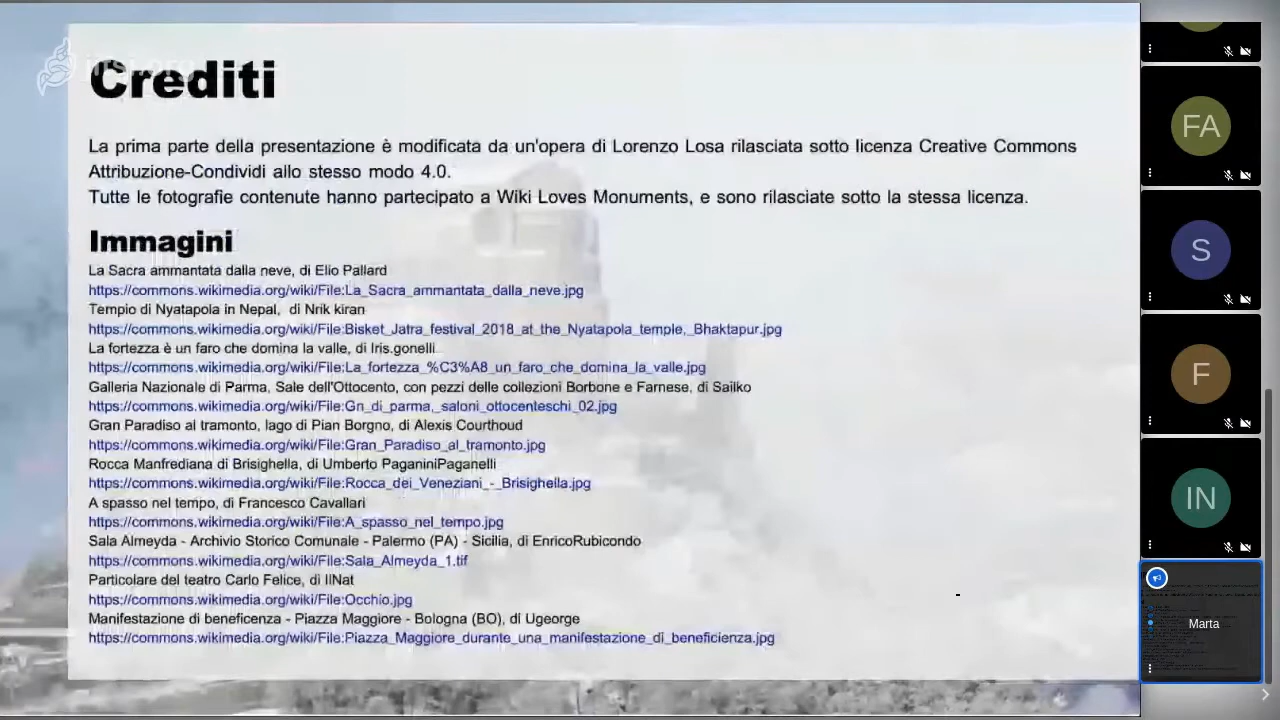 jitsi.org
Crediti
La prima parte della presentazione è modificata da un'opera di Lorenzo Losa rilasciata sotto licenza Creative Commons
Attribuzione-Condividi allo stesso modo 4.0.
Tutte le fotografie contenute hanno partecipato a Wiki Loves Monuments, e sono rilasciate sotto la stessa licenza.
Immagini
La Sacra ammantata dalla neve, di Elio Pallard
https://commons.wikimedia.org/wiki/File:La_Sacra_ammantata_dalla_neve.jpg
Tempio di Nyatapola in Nepal, di Nrik kiran
https://commons.wikimedia.org/wiki/File:Bisket_Jatra_festival_2018_at_the_Nyatapola_temple,_Bhaktapur.jpg
La fortezza è un faro che domina la valle, di Iris.gonelli
https://commons.wikimedia.org/wiki/File:La_fortezza_%C3%A8_un_faro_che_domina_la_valle.jpg
Galleria Nazionale di Parma, Sale dell'Ottocento, con pezzi delle collezioni Borbone e Farnese, di Sailko
https://commons.wikimedia.org/wiki/File:Gn_di_parma,_saloni_ottocenteschi_02.jpg
Gran Paradiso al tramonto, lago di Pian Borgno, di Alexis Courthoud
https://commons.wikimedia.org/wiki/File:Gran_Paradiso_al_tramonto.jpg
Rocca Manfrediana di Brisighella, di Umberto PaganiniPaganelli
https://commons.wikimedia.org/wiki/File:Rocca_dei_Veneziani_-_Brisighella.jpg
A spasso nel tempo, di Francesco Cavallari
https://commons.wikimedia.org/wiki/File:A_spasso_nel_tempo.jpg
Sala Almeyda - Archivio Storico Comunale - Palermo (PA) - Sicilia, di EnricoRubicondo
https://commons.wikimedia.org/wiki/File:Sala_Almeyda_1.tif
Particolare del teatro Carlo Felice, di IlNat
https://commons.wikimedia.org/wiki/File:Occhio.jpg
Manifestazione di beneficenza - Piazza Maggiore - Bologna (BO), di Ugeorge
https://commons.wikimedia.org/wiki/File:Piazza_Maggiore_durante_una_manifestazione_di_beneficienza.jpg
FA
S
F
IN
Marta